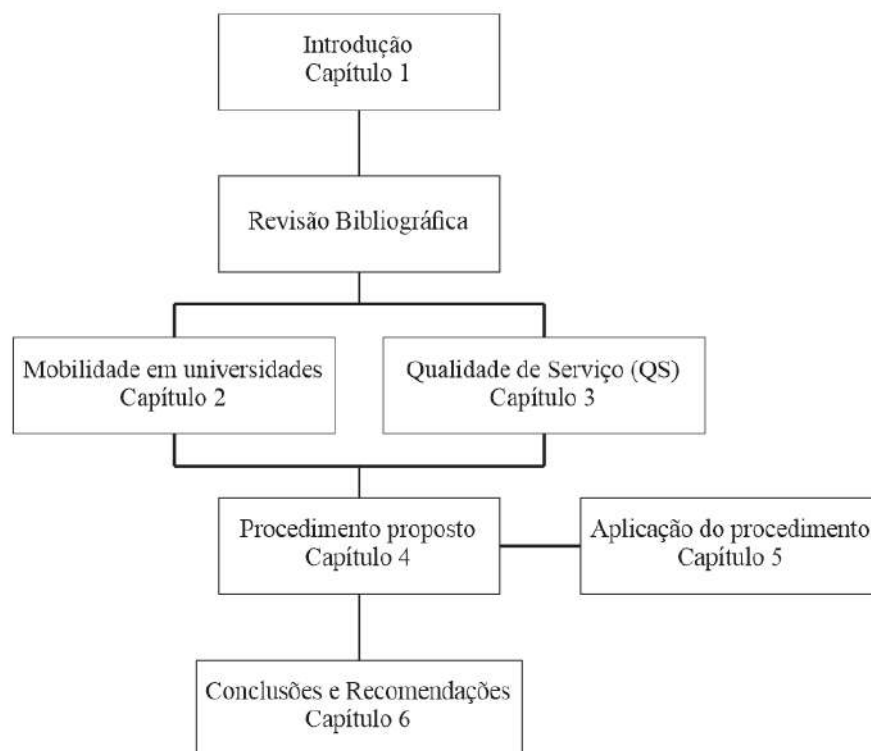 Introdução
Capítulo 1
Revisão Bibliográfica
Mobilidade em universidades
Capítulo 2
Qualidade de Serviço (QS)
Capítulo 3
Procedimento proposto
Capítulo 4
Aplicação do procedimento
Capítulo 5
Conclusões e Recomendações
Capítulo 6